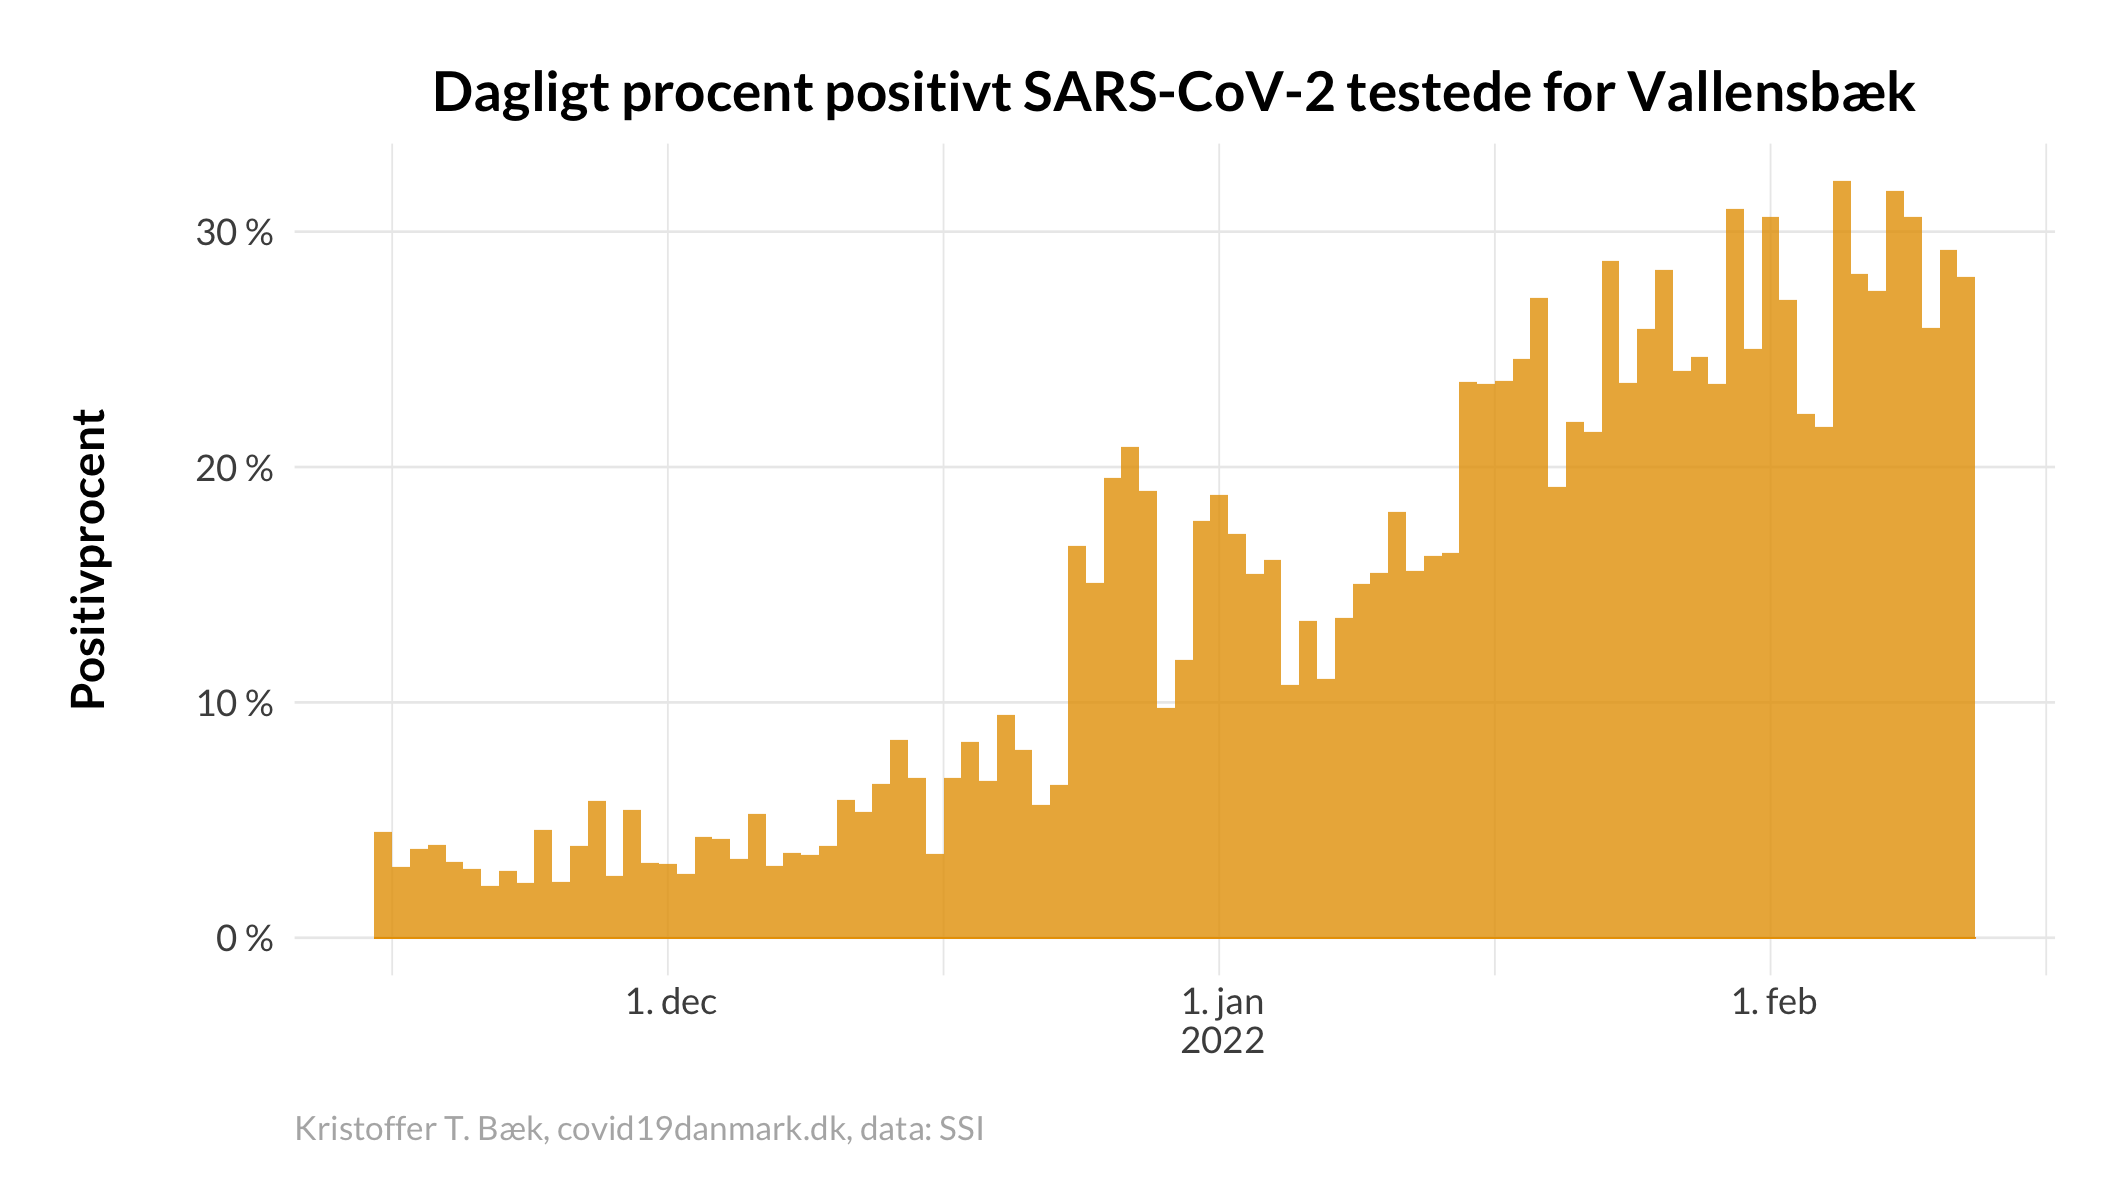 Dagligt procent positivt SARS-CoV-2 testede for Vallensbæk
Positivprocent
30 %
20 %
10 %
0 %
1. dec
1. jan
2022
1. feb
Kristoffer T. Bæk, covid19danmark.dk, data: SSI